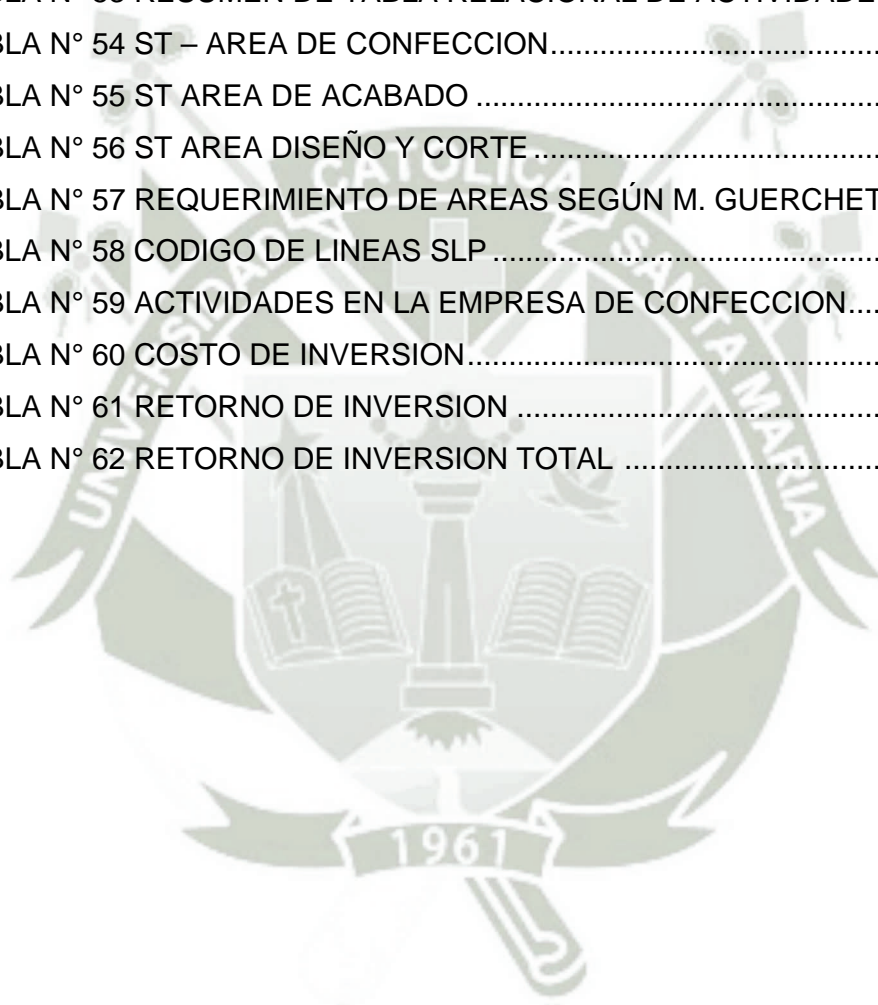 BLA N° 54 ST – AREA DE CONFECCION
BLA N° 55 ST AREA DE ACABADO
BLA N° 56 ST AREA DISEÑO Y CORTE
BLA N° 57 REQUERIMIENTO DE AREAS SEGÚN M. GUERCHET
BLA N° 58 CODIGO DE LINEAS SLP
BLA N° 59 ACTIVIDADES EN LA EMPRESA DE CONFECCION
BLA N° 60 COSTO DE INVERSION
BLA N° 61 RETORNO DE INVERSION
BLA N° 62 RETORNO DE INVERSION TOTAL
UNIVERSIDAD CATOLICA SANTA MARIA
1961